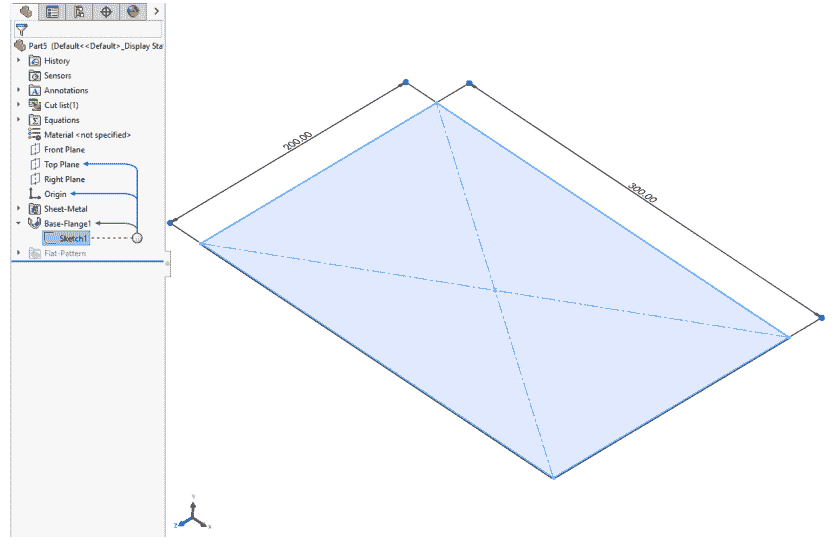 Part5 (Default<<Default>_Display Sta
History
Sensors
Annotations
Cut list(1)
Equations
Material <not specified>
Front Plane
Top Plane
Right Plane
Origin
Sheet-Metal
Base-Flange1
Sketch1
Flat-Pattern
200.00
300.00
Y
Z
X